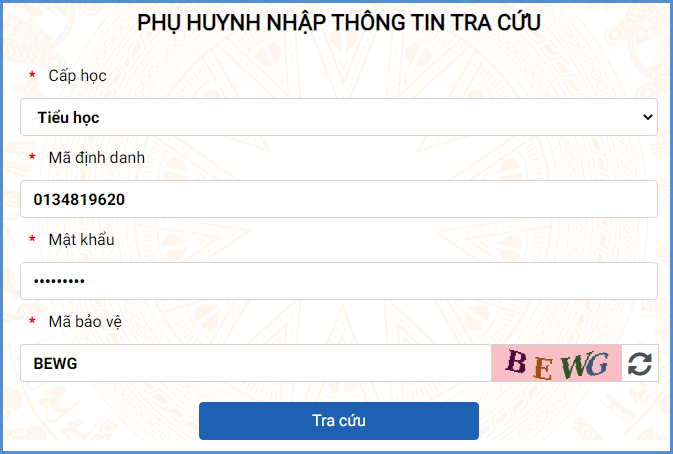 PHỤ HUYNH NHẬP THÔNG TIN TRA CỨU
* Cấp học
Tiểu học
* Mã định danh
0134819620
* Mật khẩu
•••••••••
* Mã bảo vệ
BEWG BEWG
Tra cứu